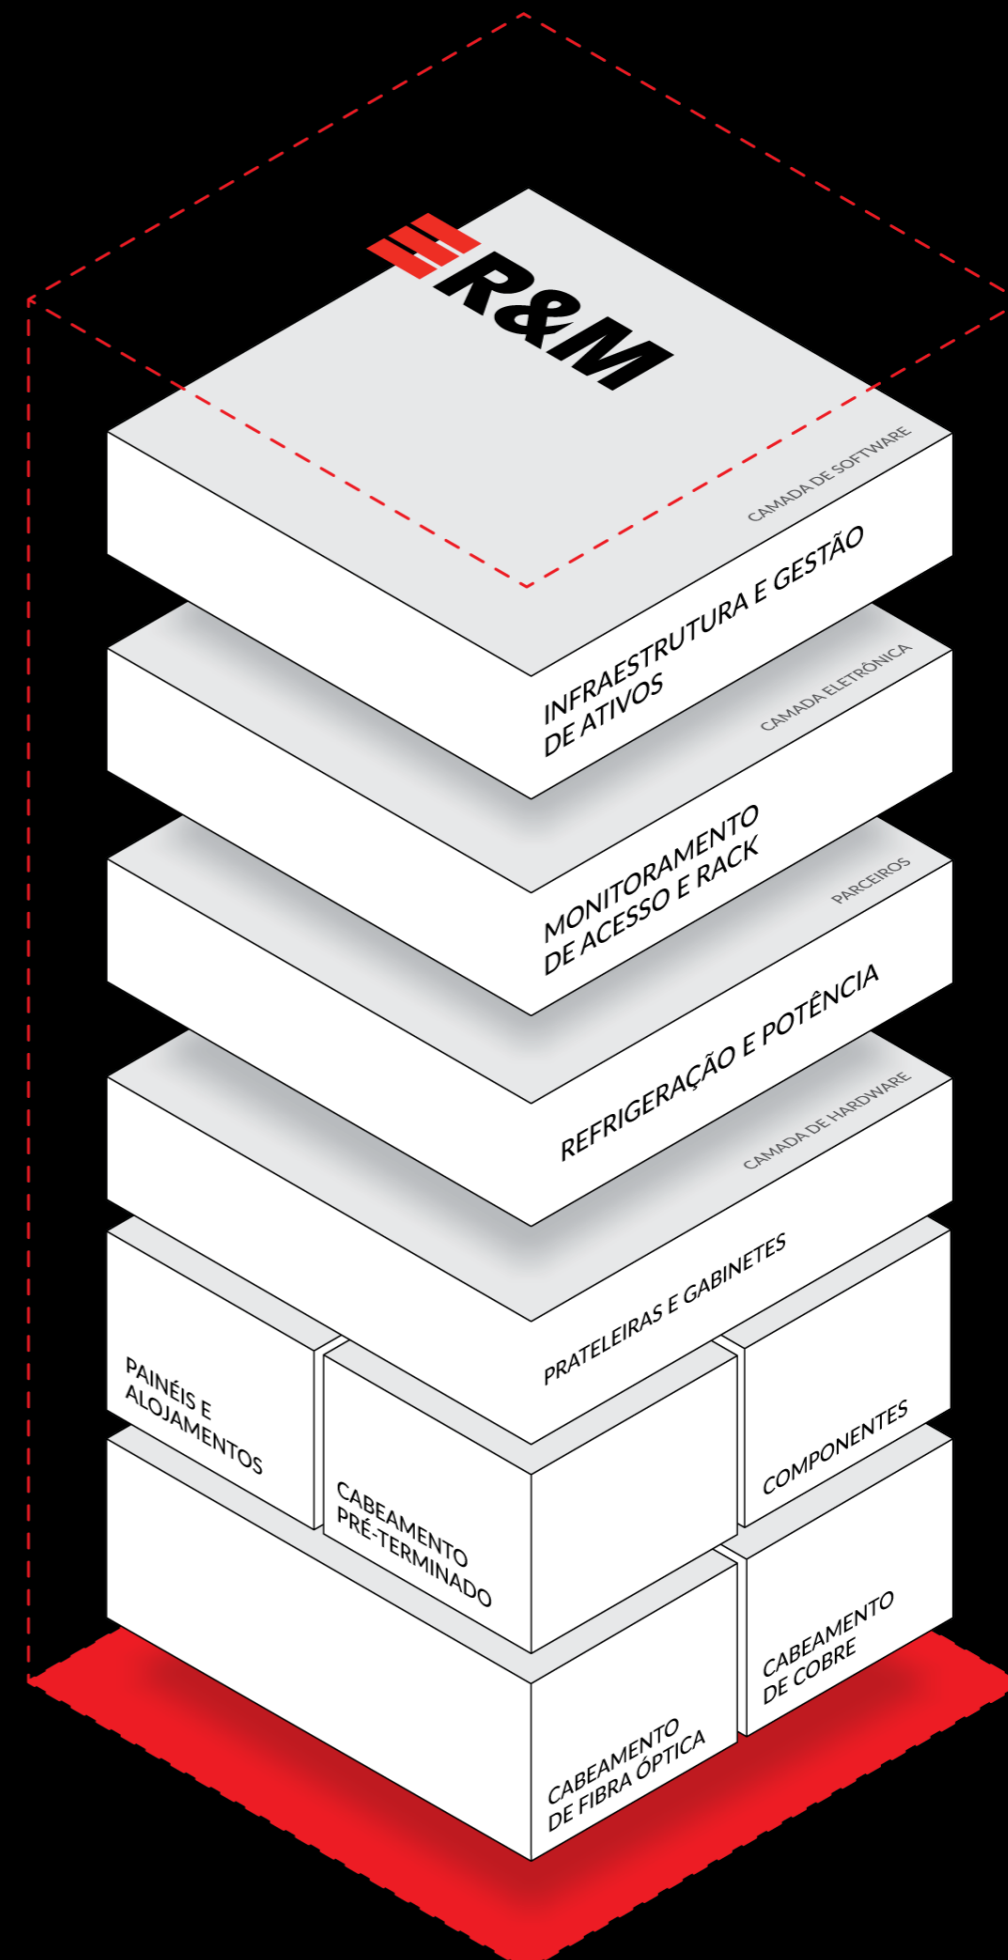 R&M
CAMADA DE SOFTWARE
INFRAESTRUTURA E GESTÃO
DE ATIVOS
CAMADA ELETRÔNICA
MONITORAMENTO
DE ACESSO E RACK
PARCEIROS
REFRIGERAÇÃO E POTÊNCIA
CAMADA DE HARDWARE
PRATELEIRAS E GABINETES
PAINÉIS E
ALOJAMENTOS
CABEAMENTO
PRÉ-TERMINADO
COMPONENTES
CABEAMENTO
DE FIBRA ÓPTICA
CABEAMENTO
DE COBRE